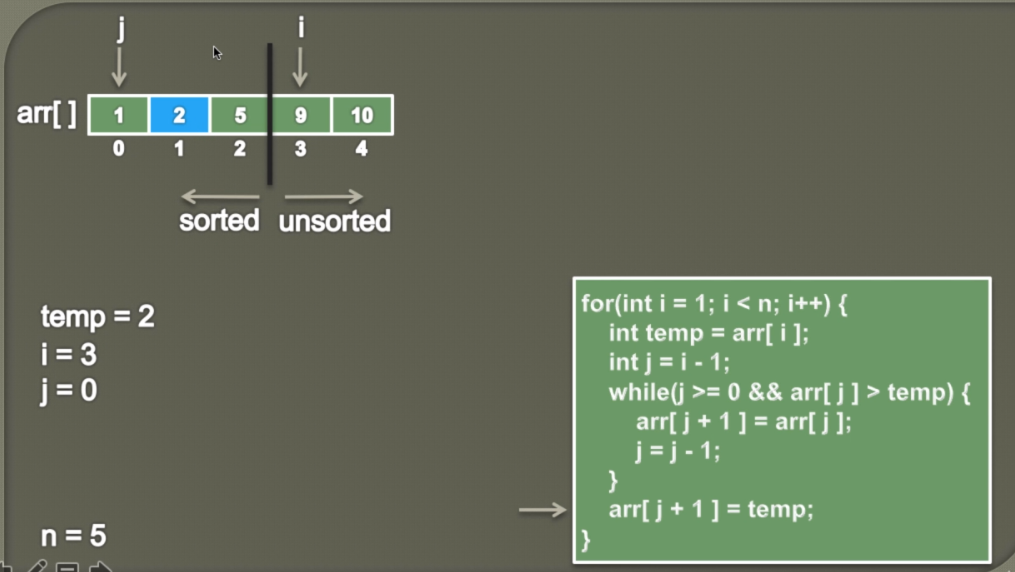 j i
arr[ ] 1 2 5 9 10
0 1 2 3 4
sorted unsorted
temp = 2
i = 3
j = 0
n = 5
for(int i = 1; i < n; i++) {
int temp = arr[ i ];
int j = i - 1;
while(j >= 0 && arr[ j ] > temp) {
arr[ j + 1 ] = arr[ j ];
j = j - 1;
}
arr[ j + 1 ] = temp;
}